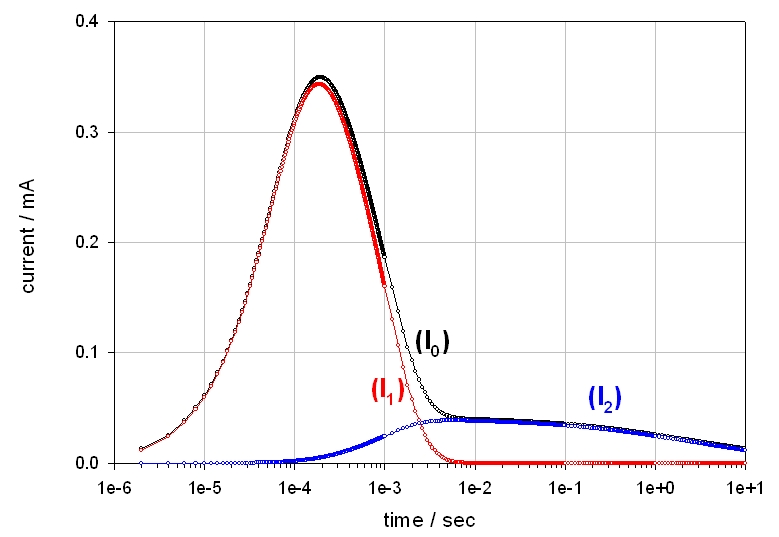 0.4
0.3
0.2
0.1
0.0
current / mA
(I₀)
(I₁)
(I₂)
1e-6 1e-5 1e-4 1e-3 1e-2 1e-1 1e+0 1e+1
time / sec